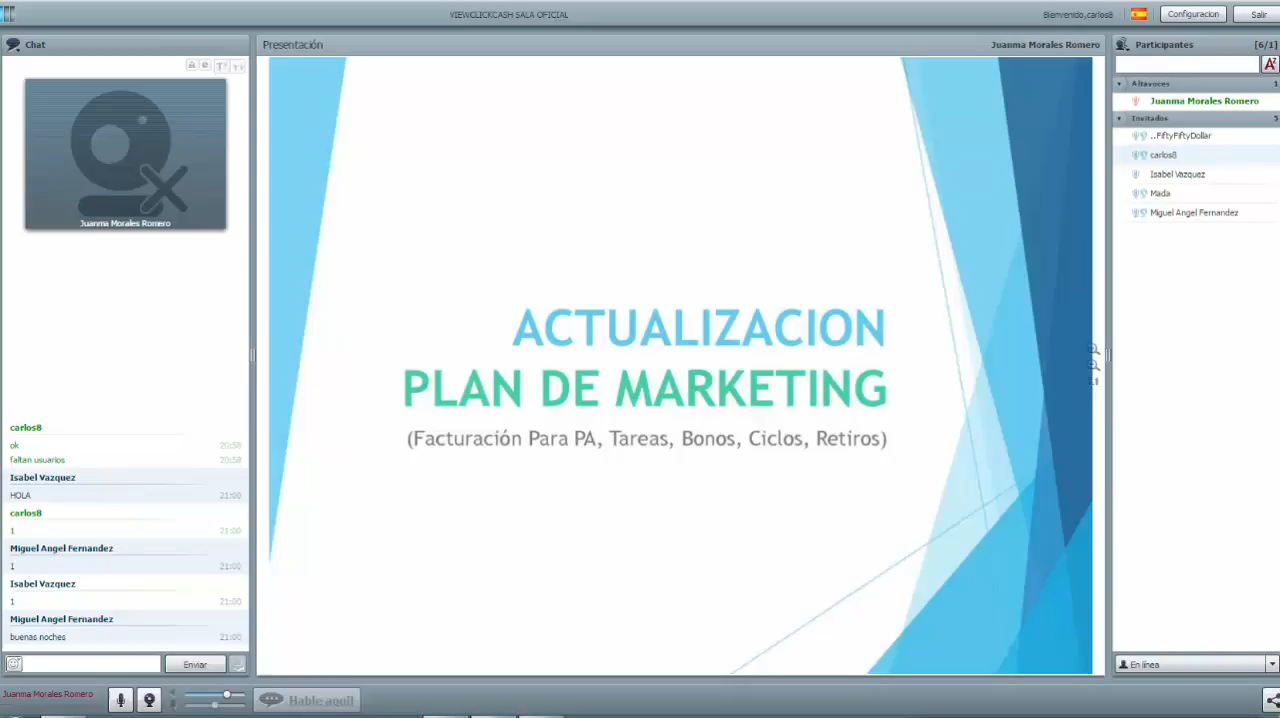 VIEWCLICKCASH SALA OFICIAL
Bienvenido,carlos8
Configuracion
Salir
Chat
Juanma Morales Romero
carlos8
ok 20:58
faltan usuarios 20:58
Isabel Vazquez
HOLA 21:00
carlos8
1 21:00
Miguel Angel Fernandez
1 21:00
Isabel Vazquez
1 21:00
Miguel Angel Fernandez
buenas noches 21:00
Enviar
Presentación
Juanma Morales Romero
ACTUALIZACION
PLAN DE MARKETING
(Facturación Para PA, Tareas, Bonos, Ciclos, Retiros)
Participantes [6/1]
Altavoces 1
Juanma Morales Romero
Invitados 5
..FiftyFiftyDollar
carlos8
Isabel Vazquez
Mada
Miguel Angel Fernandez
En línea
Juanma Morales Romero
Hable aquí!